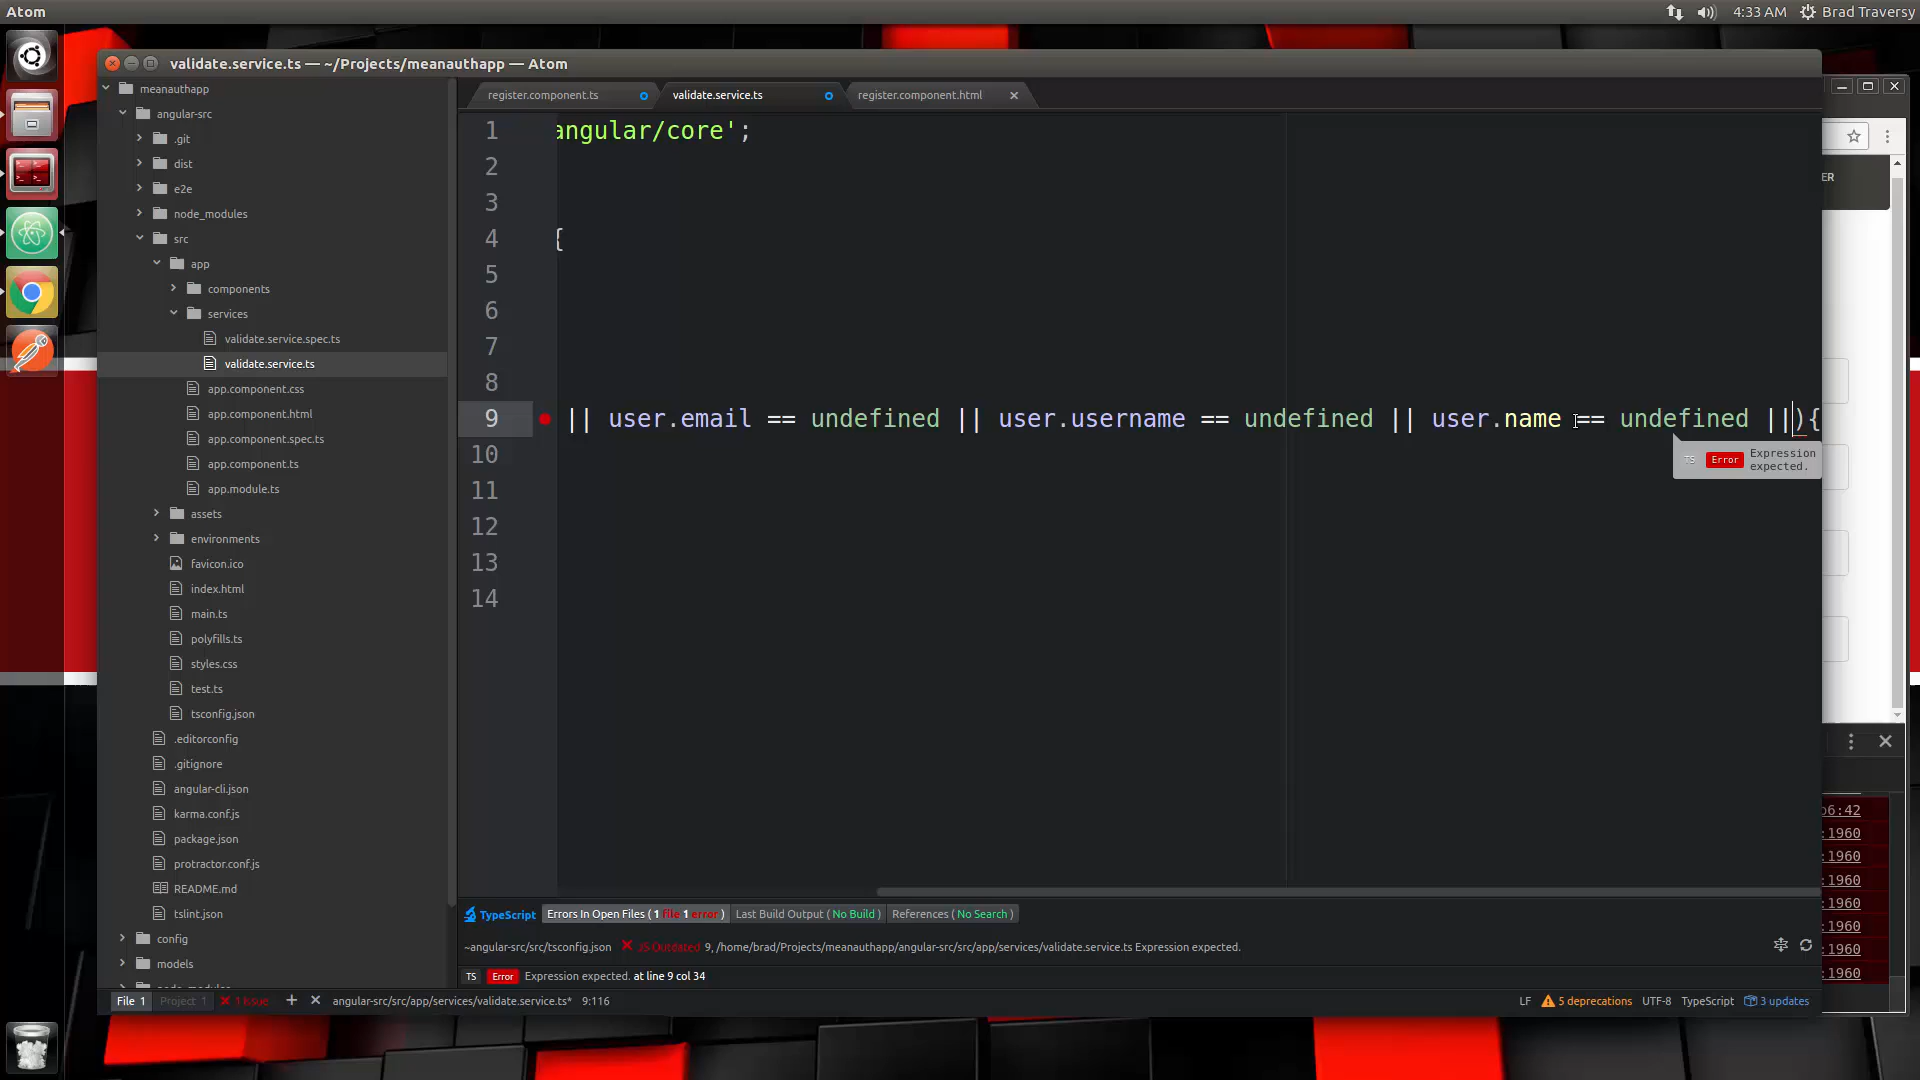 Atom
4:33 AM
Brad Traversy
validate.service.ts — ~/Projects/meanauthapp — Atom
meanauthapp
angular-src
.git
dist
e2e
node_modules
src
app
components
services
validate.service.spec.ts
validate.service.ts
app.component.css
app.component.html
app.component.spec.ts
app.component.ts
app.module.ts
assets
environments
favicon.ico
index.html
main.ts
polyfills.ts
styles.css
test.ts
tsconfig.json
.editorconfig
.gitignore
angular-cli.json
karma.conf.js
package.json
protractor.conf.js
README.md
tslint.json
config
models
register.component.ts
validate.service.ts
register.component.html
1 angular/core';
2
3
4 {
5
6
7
8
9 || user.email == undefined || user.username == undefined || user.name == undefined ||){
10
11
12
13
14
TS Error Expression expected.
ER
TypeScript
Errors In Open Files ( 1 file 1 error )
Last Build Output ( No Build )
References ( No Search )
~angular-src/src/tsconfig.json
JS Outdated 9, /home/brad/Projects/meanauthapp/angular-src/src/app/services/validate.service.ts Expression expected.
TS Error Expression expected. at line 9 col 34
File 1
Project 1
1 Issue
angular-src/src/app/services/validate.service.ts* 9:116
LF
5 deprecations
UTF-8
TypeScript
3 updates
6:42
:1960
:1960
:1960
:1960
:1960
:1960
:1960